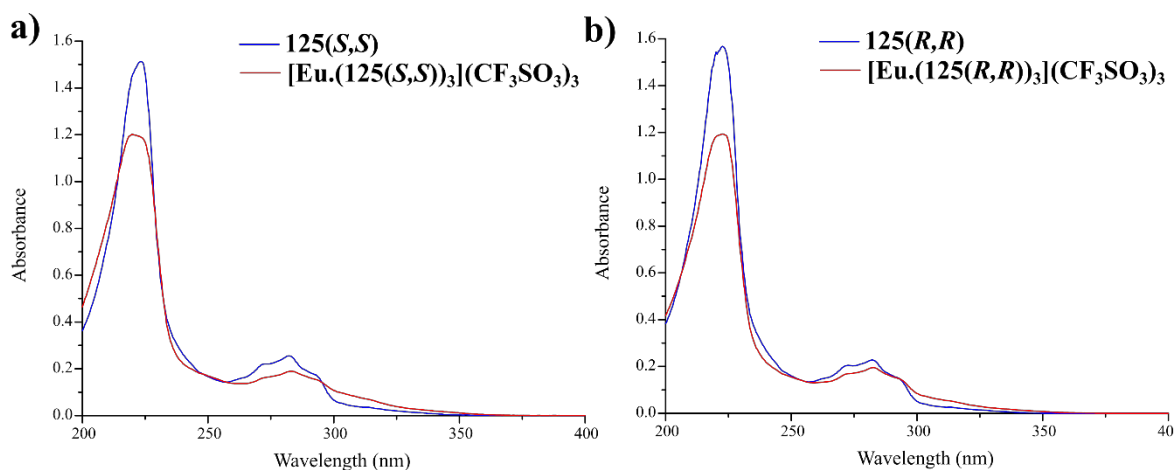 a)
125(S,S)
[Eu.(125(S,S))₃](CF₃SO₃)₃
1.6
1.4
1.2
1.0
0.8
0.6
0.4
0.2
0.0
Absorbance
200 250 300 350 400
Wavelength (nm)
b)
125(R,R)
[Eu.(125(R,R))₃](CF₃SO₃)₃
1.6
1.4
1.2
1.0
0.8
0.6
0.4
0.2
0.0
Absorbance
200 250 300 350 40
Wavelength (nm)